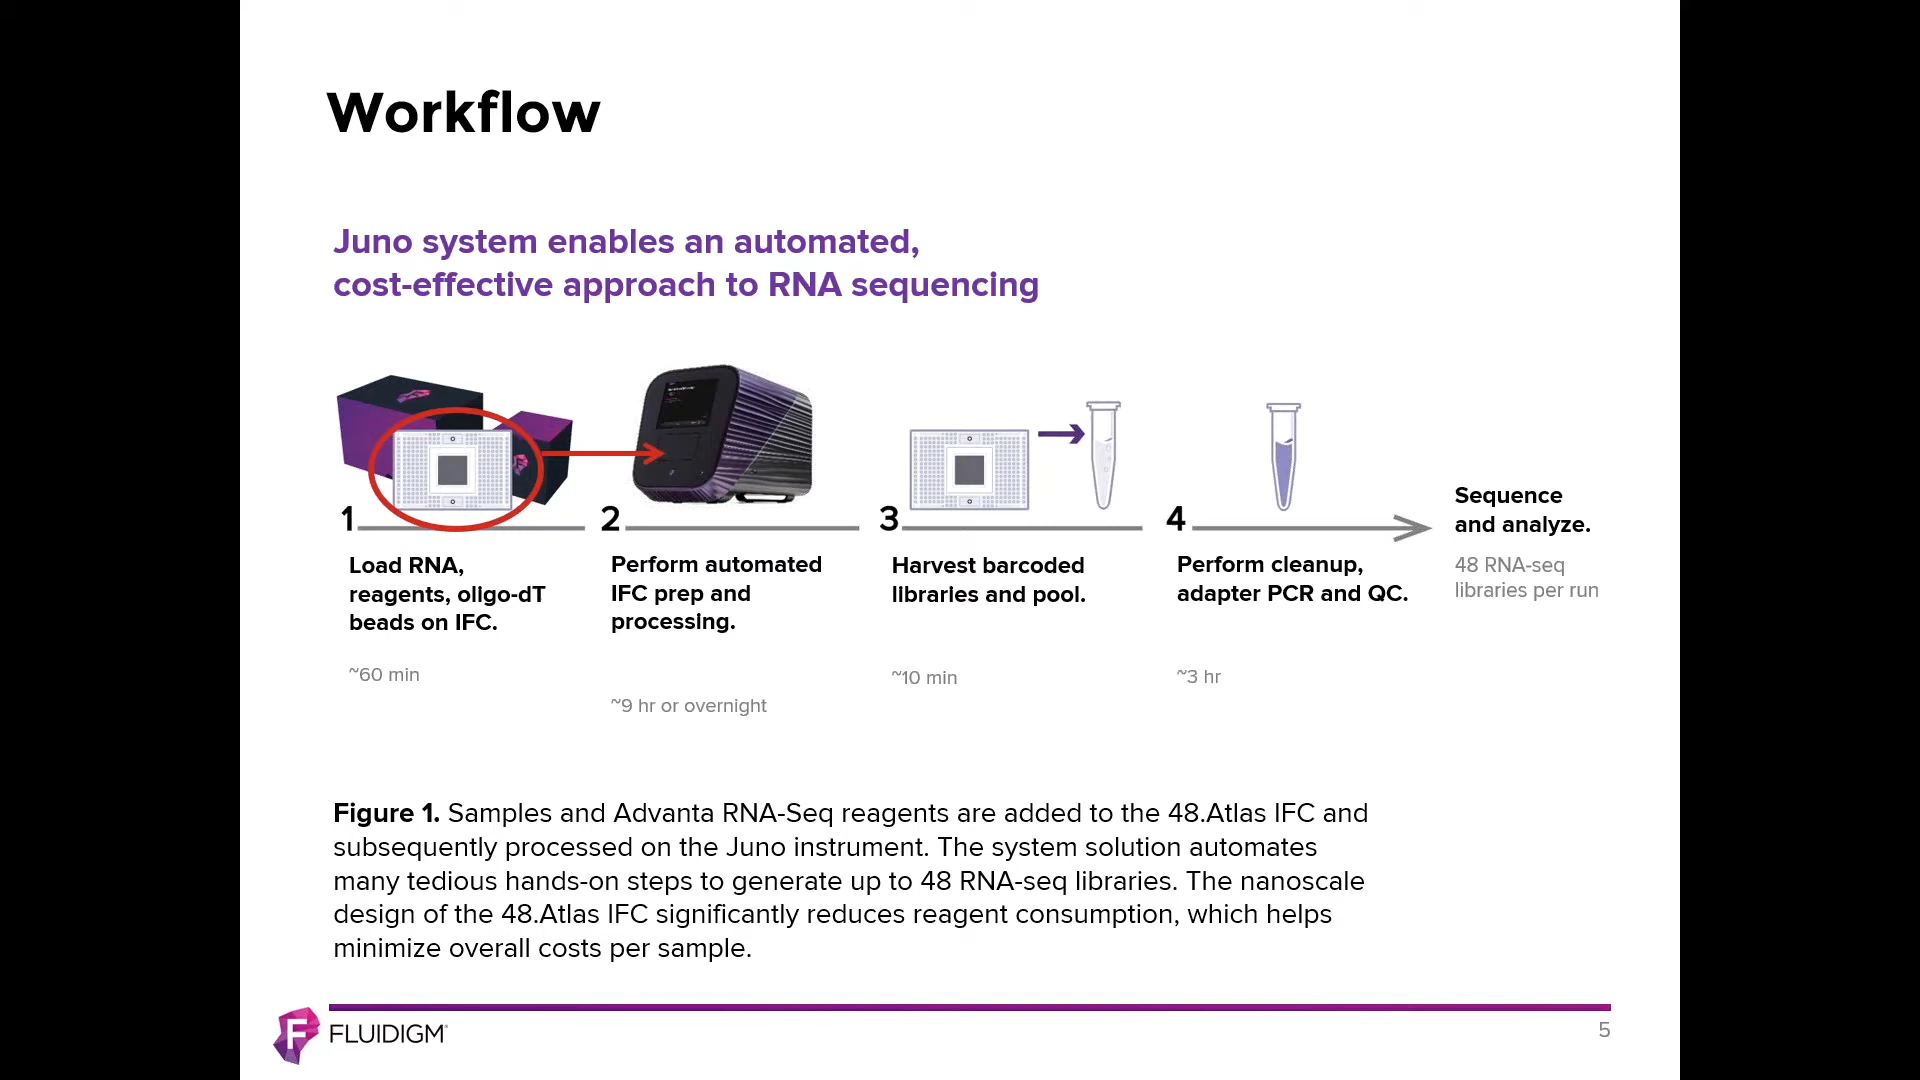 Workflow
Juno system enables an automated,
cost-effective approach to RNA sequencing
1
Load RNA,
reagents, oligo-dT
beads on IFC.
~60 min
2
Perform automated
IFC prep and
processing.
~9 hr or overnight
3
Harvest barcoded
libraries and pool.
~10 min
4
Perform cleanup,
adapter PCR and QC.
~3 hr
Sequence
and analyze.
48 RNA-seq
libraries per run
Figure 1. Samples and Advanta RNA-Seq reagents are added to the 48.Atlas IFC and
subsequently processed on the Juno instrument. The system solution automates
many tedious hands-on steps to generate up to 48 RNA-seq libraries. The nanoscale
design of the 48.Atlas IFC significantly reduces reagent consumption, which helps
minimize overall costs per sample.
F
FLUIDIGM
5